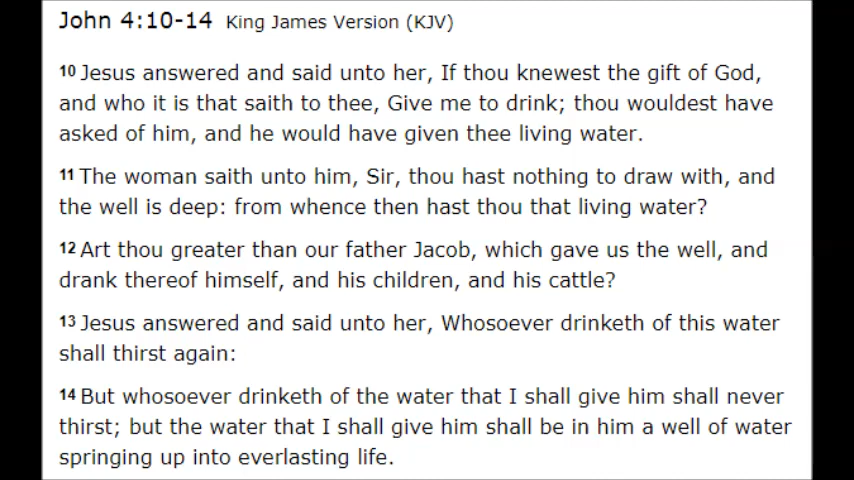 John 4:10-14 King James Version (KJV)
10 Jesus answered and said unto her, If thou knewest the gift of God,
and who it is that saith to thee, Give me to drink; thou wouldest have
asked of him, and he would have given thee living water.
11 The woman saith unto him, Sir, thou hast nothing to draw with, and
the well is deep: from whence then hast thou that living water?
12 Art thou greater than our father Jacob, which gave us the well, and
drank thereof himself, and his children, and his cattle?
13 Jesus answered and said unto her, Whosoever drinketh of this water
shall thirst again:
14 But whosoever drinketh of the water that I shall give him shall never
thirst; but the water that I shall give him shall be in him a well of water
springing up into everlasting life.